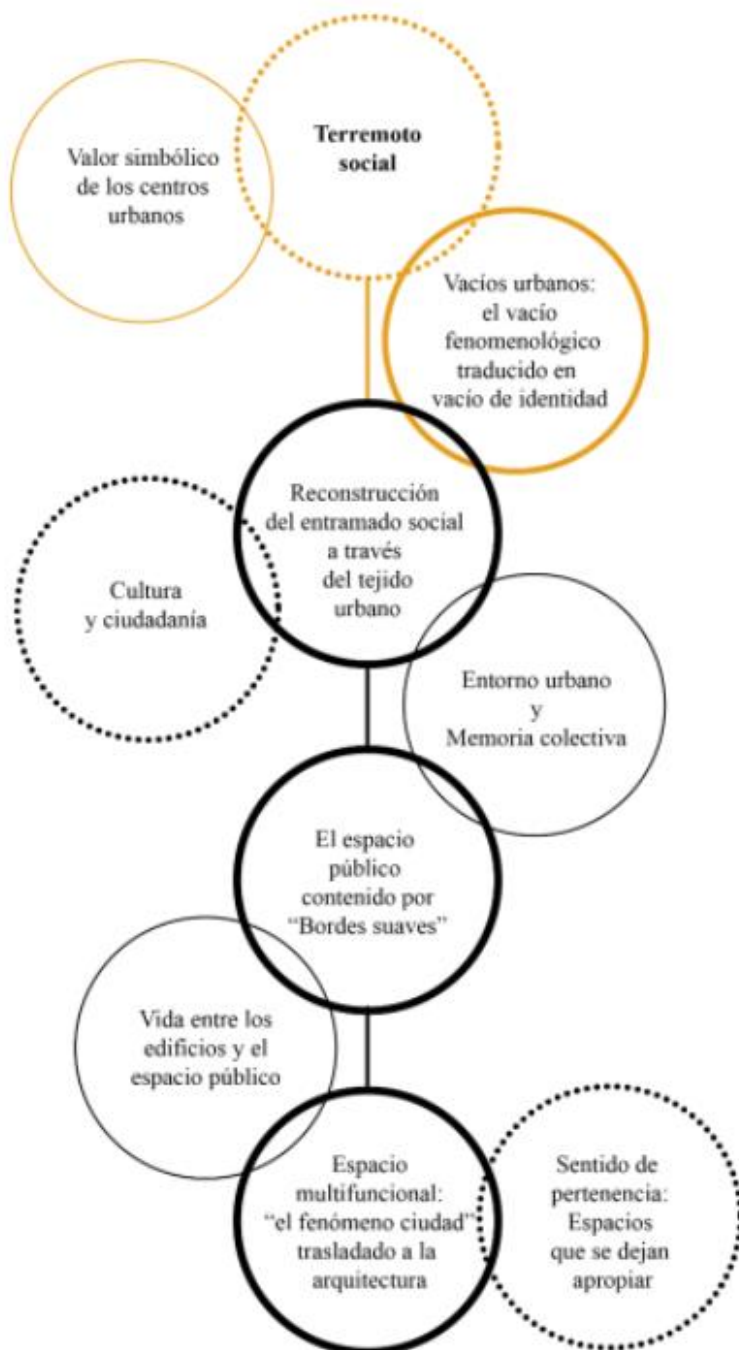 Terremoto
social
Valor simbólico
de los centros
urbanos
Vacíos urbanos:
el vacío
fenomenológico
traducido en
vacío de identidad
Reconstrucción
del entramado social
a través
del tejido
urbano
Cultura
y ciudadanía
Entorno urbano
y
Memoria colectiva
El espacio
público
contenido por
“Bordes suaves”
Vida entre los
edificios y el
espacio público
Espacio
multifuncional:
“el fenómeno ciudad”
trasladado a la
arquitectura
Sentido de
pertenencia:
Espacios
que se dejan
apropiar